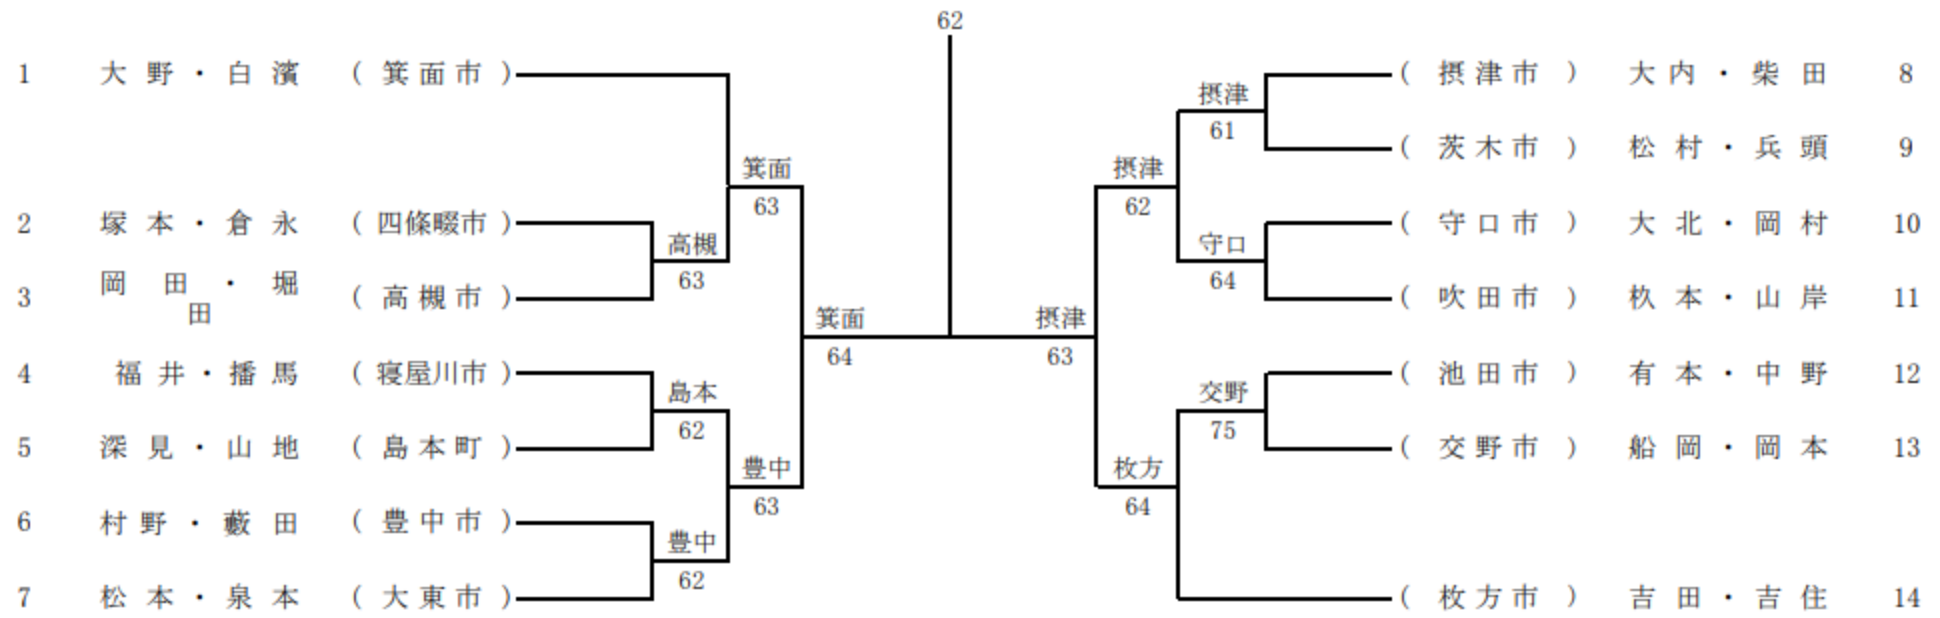 62
1 大野・白濱 (箕面市)
2 塚本・倉永 (四條畷市)
3 岡田・堀田 (高槻市)
4 福井・播馬 (寝屋川市)
5 深見・山地 (島本町)
6 村野・藪田 (豊中市)
7 松本・泉本 (大東市)
高槻
63
島本
62
豊中
62
箕面
63
豊中
63
箕面
64
摂津
63
摂津
62
枚方
64
摂津
61
守口
64
交野
75
(摂津市) 大内・柴田 8
(茨木市) 松村・兵頭 9
(守口市) 大北・岡村 10
(吹田市) 杦本・山岸 11
(池田市) 有本・中野 12
(交野市) 船岡・岡本 13
(枚方市) 吉田・吉住 14